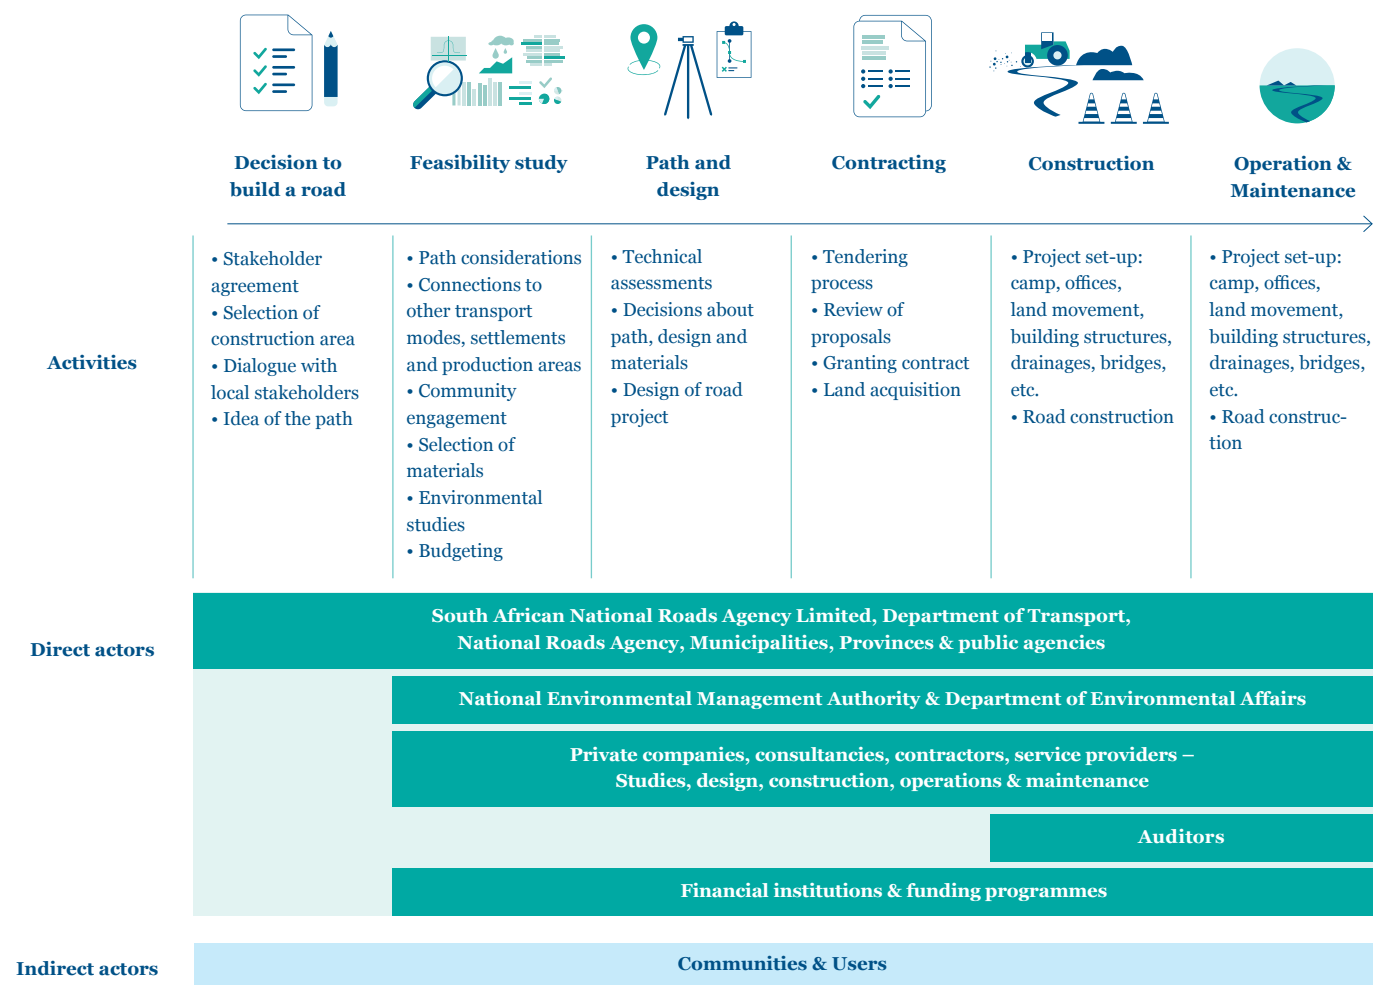 Decision to
build a road
Feasibility study
Path and
design
Contracting
Construction
Operation &
Maintenance
Activities
• Stakeholder
agreement
• Selection of
construction area
• Dialogue with
local stakeholders
• Idea of the path
• Path considerations
• Connections to
other transport
modes, settlements
and production areas
• Community
engagement
• Selection of
materials
• Environmental
studies
• Budgeting
• Technical
assessments
• Decisions about
path, design and
materials
• Design of road
project
• Tendering
process
• Review of
proposals
• Granting contract
• Land acquisition
• Project set-up:
camp, offices,
land movement,
building structures,
drainages, bridges,
etc.
• Road construction
• Project set-up:
camp, offices,
land movement,
building structures,
drainages, bridges,
etc.
• Road construc-
tion
Direct actors
South African National Roads Agency Limited, Department of Transport,
National Roads Agency, Municipalities, Provinces & public agencies
National Environmental Management Authority & Department of Environmental Affairs
Private companies, consultancies, contractors, service providers –
Studies, design, construction, operations & maintenance
Auditors
Financial institutions & funding programmes
Indirect actors
Communities & Users